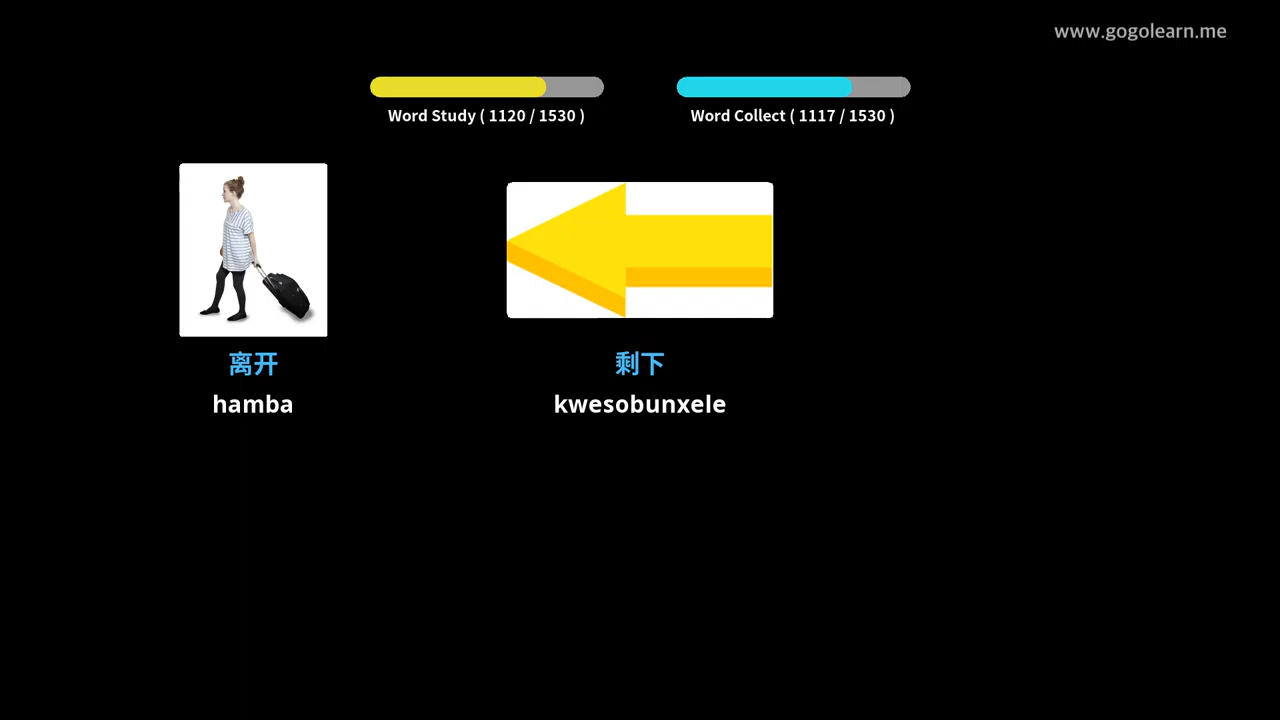 www.gogolearn.me
Word Study ( 1120 / 1530 )
Word Collect ( 1117 / 1530 )
离开
剩下
hamba
kwesobunxele